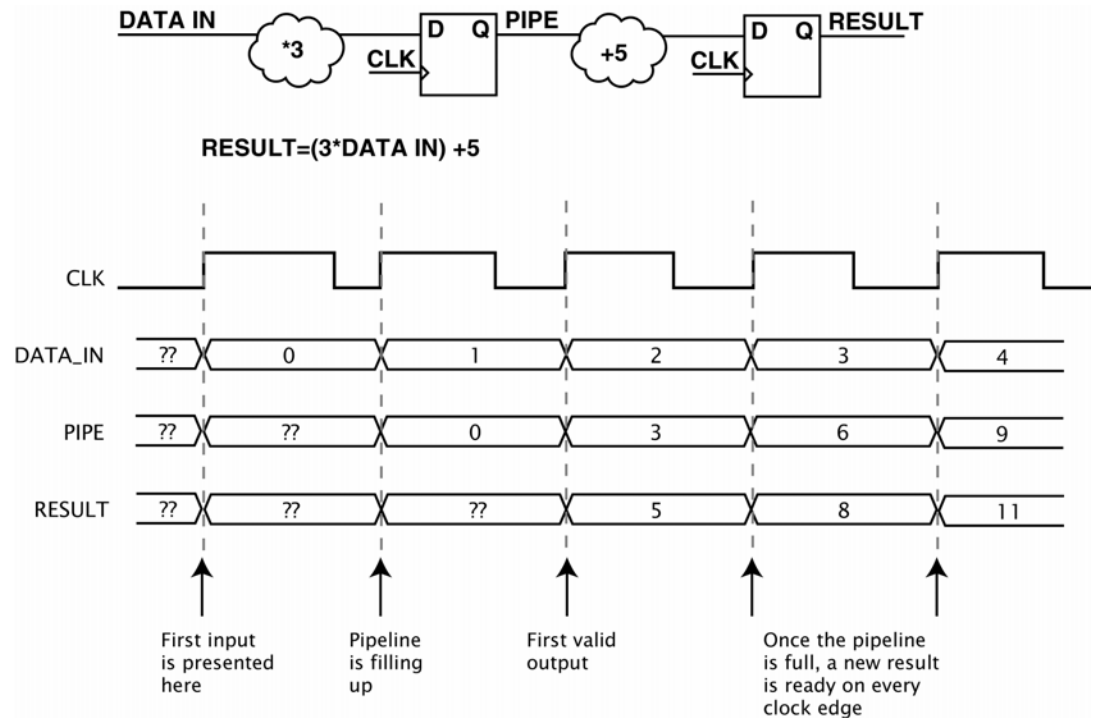 DATA IN
*3
D Q
CLK
PIPE
+5
D Q
CLK
RESULT
RESULT=(3*DATA IN) +5
CLK
DATA_IN ?? 0 1 2 3 4
PIPE ?? ?? 0 3 6 9
RESULT ?? ?? ?? 5 8 11
First input
is presented
here
Pipeline
is filling
up
First valid
output
Once the pipeline
is full, a new result
is ready on every
clock edge